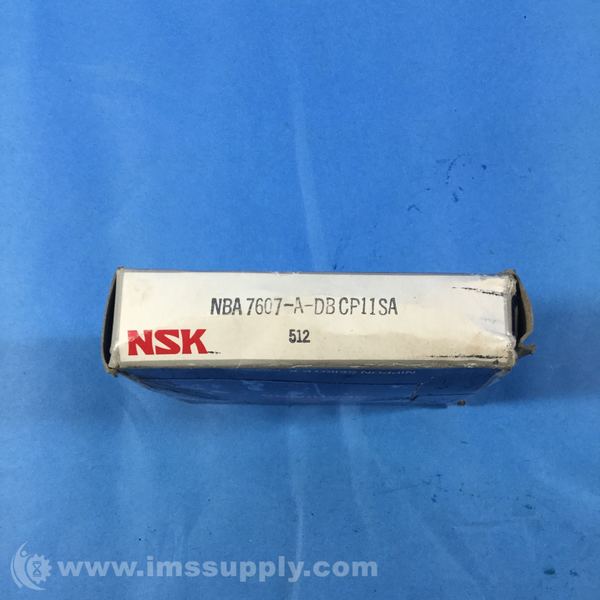 NBA 7607-A-DB CP11SA
NSK
512
© www.imssupply.com